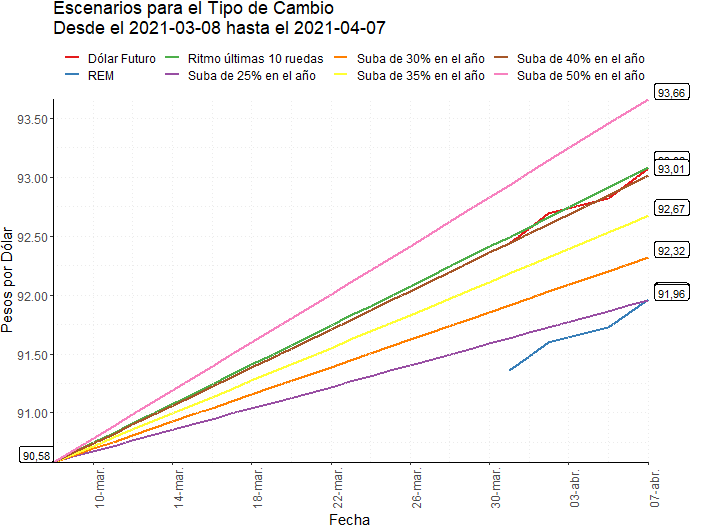 Escenarios para el Tipo de Cambio
Desde el 2021-03-08 hasta el 2021-04-07
Dólar Futuro
Ritmo últimas 10 ruedas
Suba de 30% en el año
Suba de 40% en el año
REM
Suba de 25% en el año
Suba de 35% en el año
Suba de 50% en el año
93,66
93.50
93,01
93.00
92,67
92.50
92,32
92.00
91,96
91.50
91.00
90,58
Pesos por Dólar
10-mar.
14-mar.
18-mar.
22-mar.
26-mar.
30-mar.
03-abr.
07-abr.
Fecha